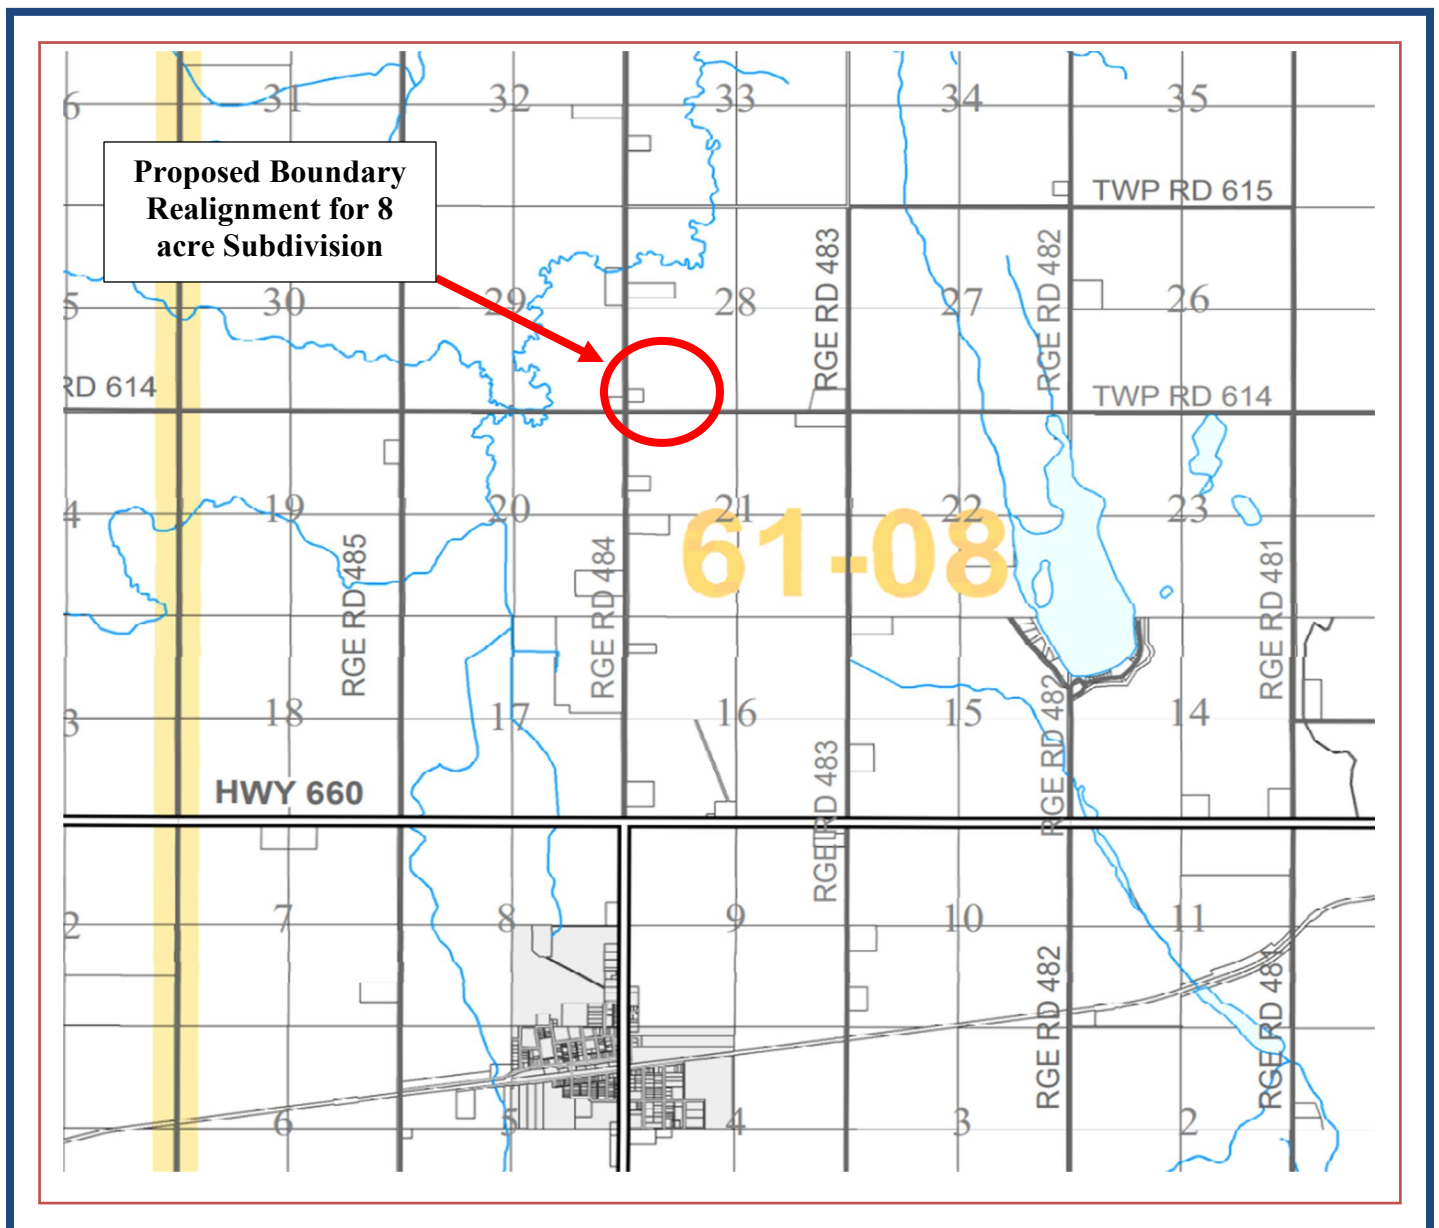 6 31 32 33 34 35
Proposed Boundary
Realignment for 8
acre Subdivision
TWP RD 615
RGE RD 483
RGE RD 482
5 30 29 28 27 26
RD 614
TWP RD 614
4 19 20 21 22 23
61-08
RGE RD 485
RGE RD 484
RGE RD 481
3 18 17 16 15 14
RGE RD 482
RGE RD 483
HWY 660
2 7 8 9 10 11
RGE RD 482
RGE RD 481
6 5 4 3 2